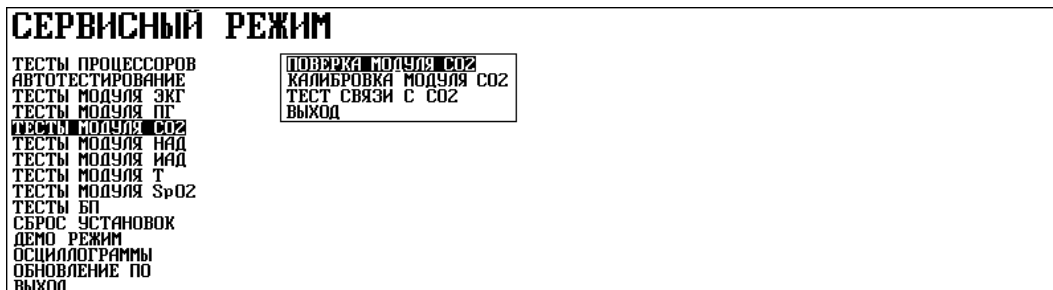 СЕРВИСНЫЙ РЕЖИМ
ТЕСТЫ ПРОЦЕССОРОВ
АВТОТЕСТИРОВАНИЕ
ТЕСТЫ МОДУЛЯ ЭКГ
ТЕСТЫ МОДУЛЯ ПГ
ТЕСТЫ МОДУЛЯ CO2
ТЕСТЫ МОДУЛЯ НАД
ТЕСТЫ МОДУЛЯ ИАД
ТЕСТЫ МОДУЛЯ Т
ТЕСТЫ МОДУЛЯ SpO2
ТЕСТЫ БП
СБРОС УСТАНОВОК
ДЕМО РЕЖИМ
ОСЦИЛЛОГРАММЫ
ОБНОВЛЕНИЕ ПО
ВЫХОД
ПОВЕРКА МОДУЛЯ CO2
КАЛИБРОВКА МОДУЛЯ CO2
ТЕСТ СВЯЗИ С CO2
ВЫХОД